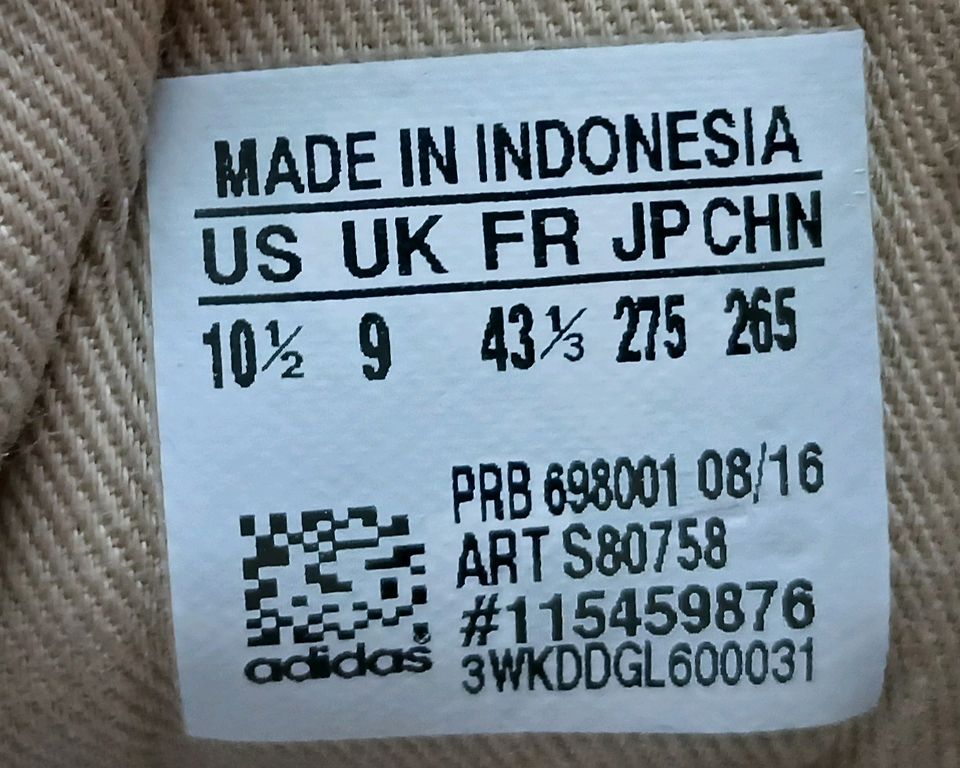 MADE IN INDONESIA
US UK FR JP CHN
10½ 9 43⅓ 275 265
PRB 698001 08/16
ART S80758
#115459876
adidas 3WKDDGL600031